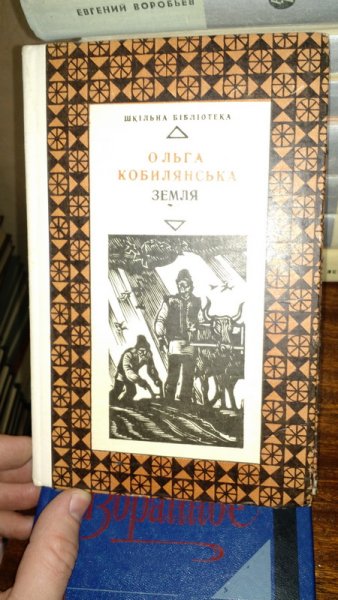 ЕВГЕНИЙ ВОРОБЬЕВ
ШКІЛЬНА БІБЛІОТЕКА
ОЛЬГА
КОБИЛЯНСЬКА
ЗЕМЛЯ